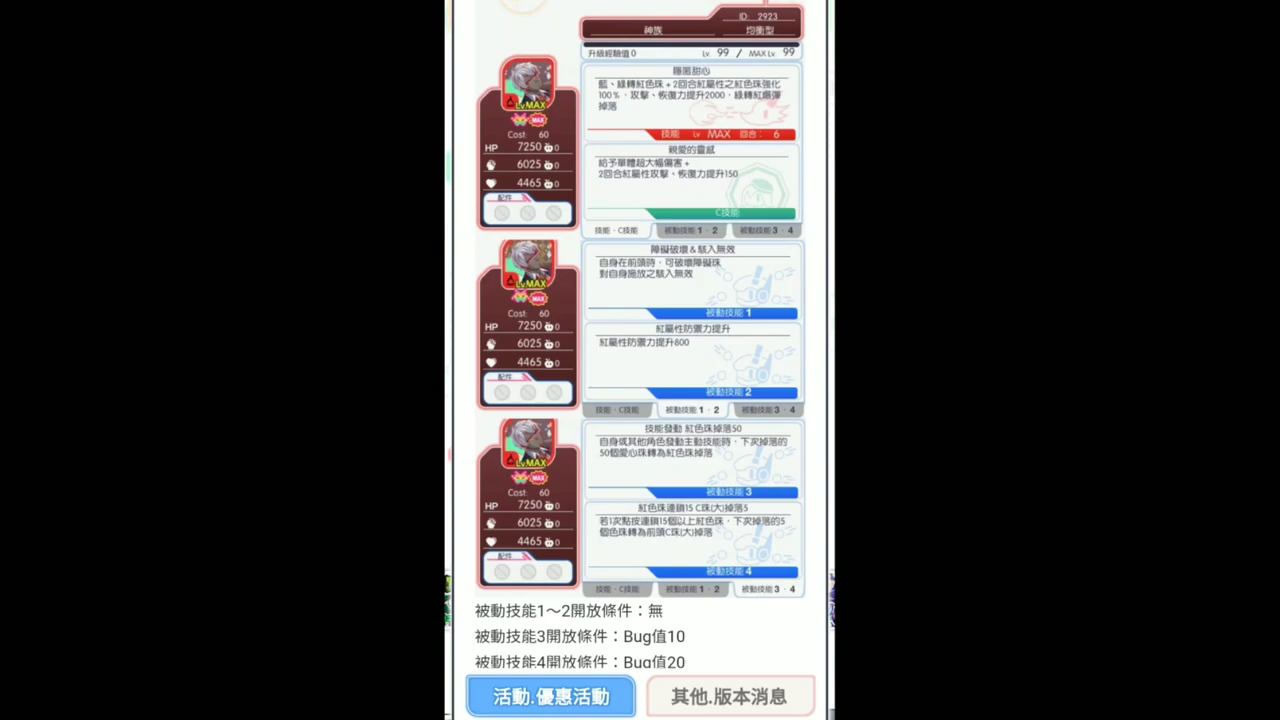 ID: 2923
神族 均衡型
升級經驗值0 Lv. 99 / MAX Lv. 99
隱匿甜心
藍、綠轉紅色珠+2回合紅屬性之紅色珠強化
100%．攻擊、恢復力提升2000．綠轉紅爆彈
掉落
技能 Lv MAX 回合: 6
親愛的靈感
給予單體超大幅傷害+
2回合紅屬性攻擊、恢復力提升150
C技能
技能．C技能 被動技能 1．2 被動技能 3．4
Lv.MAX
MAX
Cost: 60
HP 7250 0
6025 0
4465 0
配件
障礙破壞&駭入無效
自身在前頭時．可破壞障礙珠
對自身施放之駭入無效
被動技能 1
紅屬性防禦力提升
紅屬性防禦力提升800
被動技能 2
技能．C技能 被動技能 1．2 被動技能 3．4
Lv.MAX
MAX
Cost: 60
HP 7250 0
6025 0
4465 0
配件
技能發動 紅色珠掉落50
自身或其他角色發動主動技能時．下次掉落的
50個愛心珠轉為紅色珠掉落
被動技能 3
紅色珠連鎖15 C珠(大)掉落5
若1次點按連鎖15個以上紅色珠．下次掉落的5
個色珠轉為前頭C珠(大)掉落
被動技能 4
技能．C技能 被動技能 1．2 被動技能 3．4
Lv.MAX
MAX
Cost: 60
HP 7250 0
6025 0
4465 0
配件
被動技能1～2開放條件：無
被動技能3開放條件：Bug值10
被動技能4開放條件：Bug值20
活動.優惠活動
其他.版本消息